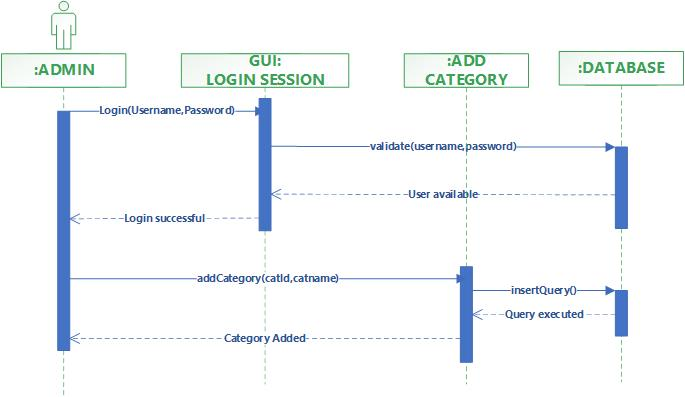 :ADMIN
GUI:
LOGIN SESSION
:ADD
CATEGORY
:DATABASE
Login(Username,Password)
validate(username,password)
User available
Login successful
addCategory(catId,catname)
insertQuery()
Query executed
Category Added